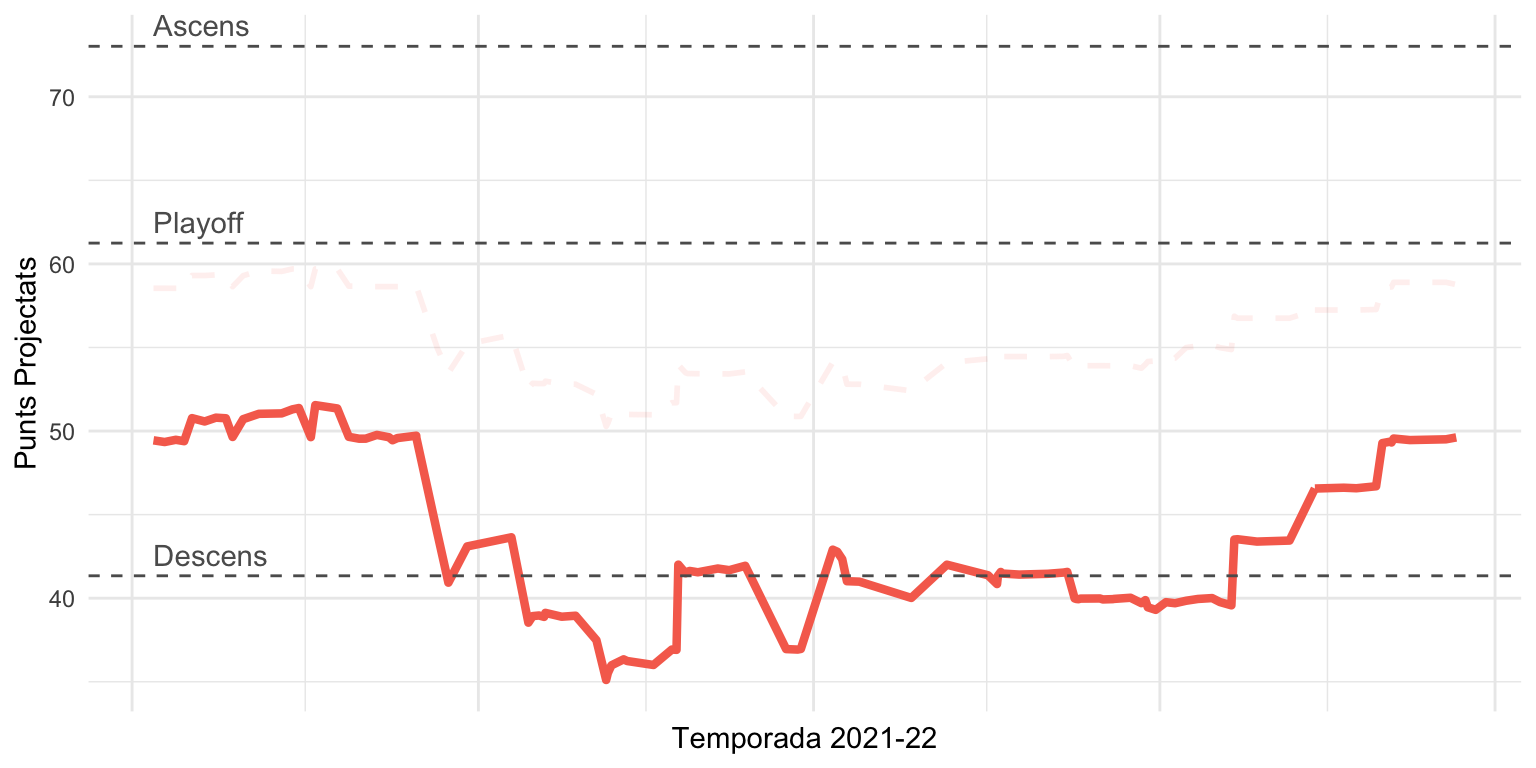 Ascens
70
Playoff
60
Punts Projectats
50
Descens
40
Temporada 2021-22